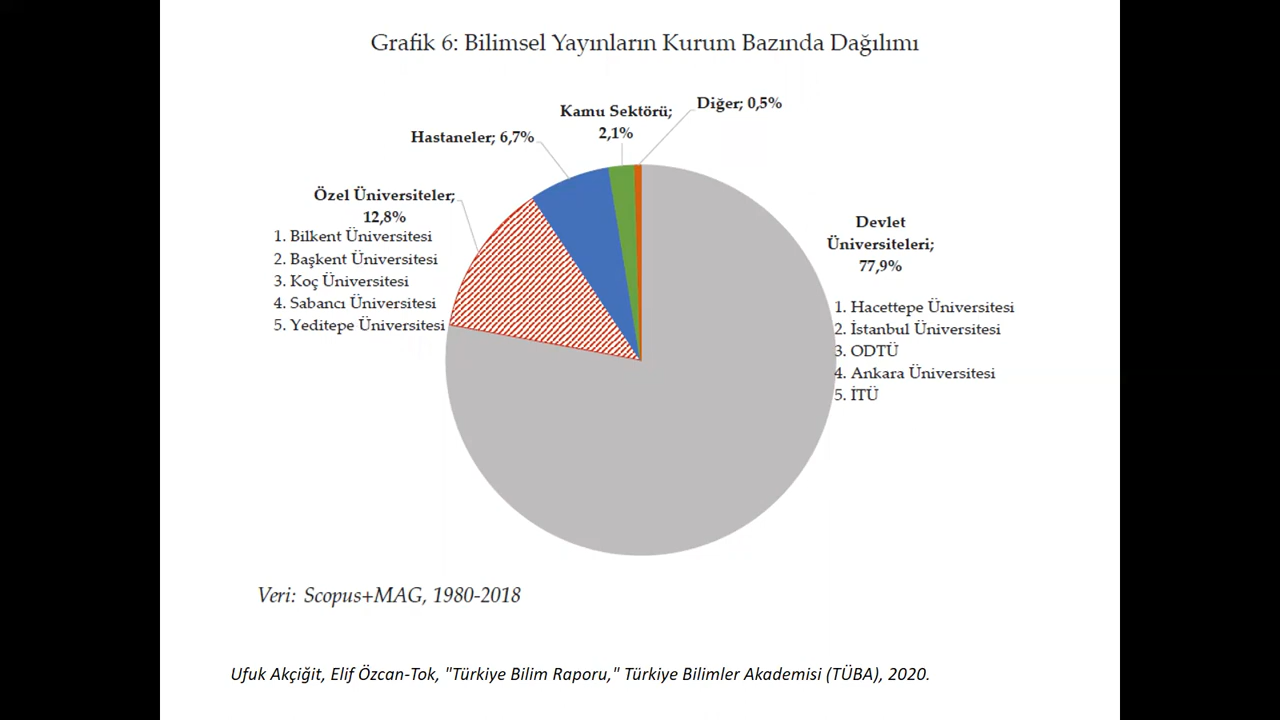 Grafik 6: Bilimsel Yayınların Kurum Bazında Dağılımı
Diğer; 0,5%
Kamu Sektörü;
2,1%
Hastaneler; 6,7%
Özel Üniversiteler;
12,8%
1. Bilkent Üniversitesi
2. Başkent Üniversitesi
3. Koç Üniversitesi
4. Sabancı Üniversitesi
5. Yeditepe Üniversitesi
Devlet
Üniversiteleri;
77,9%
1. Hacettepe Üniversitesi
2. İstanbul Üniversitesi
3. ODTÜ
4. Ankara Üniversitesi
5. İTÜ
Veri: Scopus+MAG, 1980-2018
Ufuk Akçiğit, Elif Özcan-Tok, "Türkiye Bilim Raporu," Türkiye Bilimler Akademisi (TÜBA), 2020.